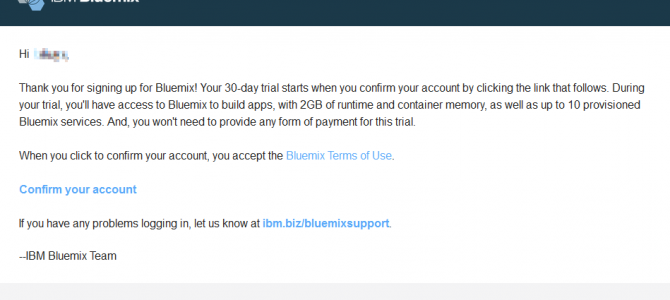 IBM Bluemix
Hi
Thank you for signing up for Bluemix! Your 30-day trial starts when you confirm your account by clicking the link that follows. During
your trial, you'll have access to Bluemix to build apps, with 2GB of runtime and container memory, as well as up to 10 provisioned
Bluemix services. And, you won't need to provide any form of payment for this trial.
When you click to confirm your account, you accept the Bluemix Terms of Use.
Confirm your account
If you have any problems logging in, let us know at ibm.biz/bluemixsupport.
--IBM Bluemix Team